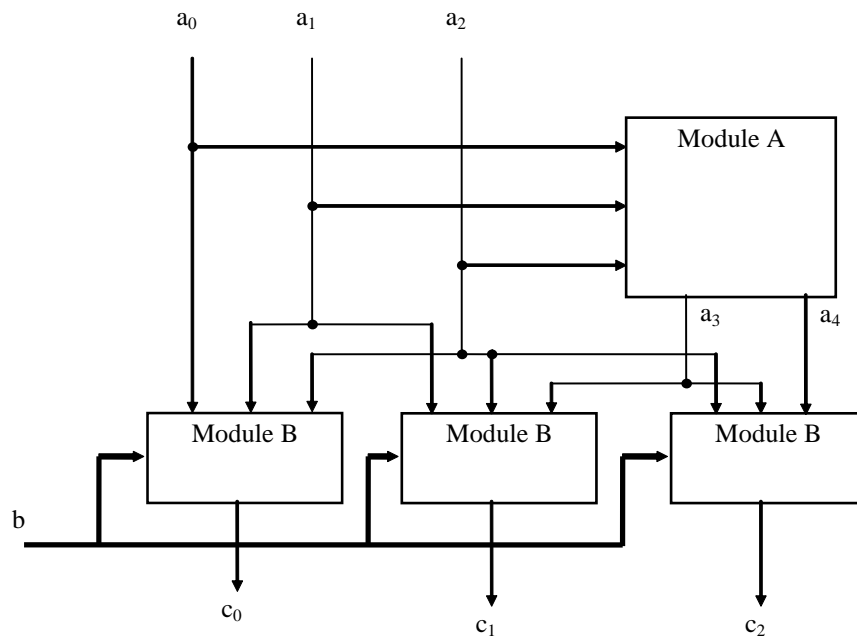 a₀ a₁ a₂
Module A
a₃ a₄
Module B Module B Module B
b
c₀ c₁ c₂